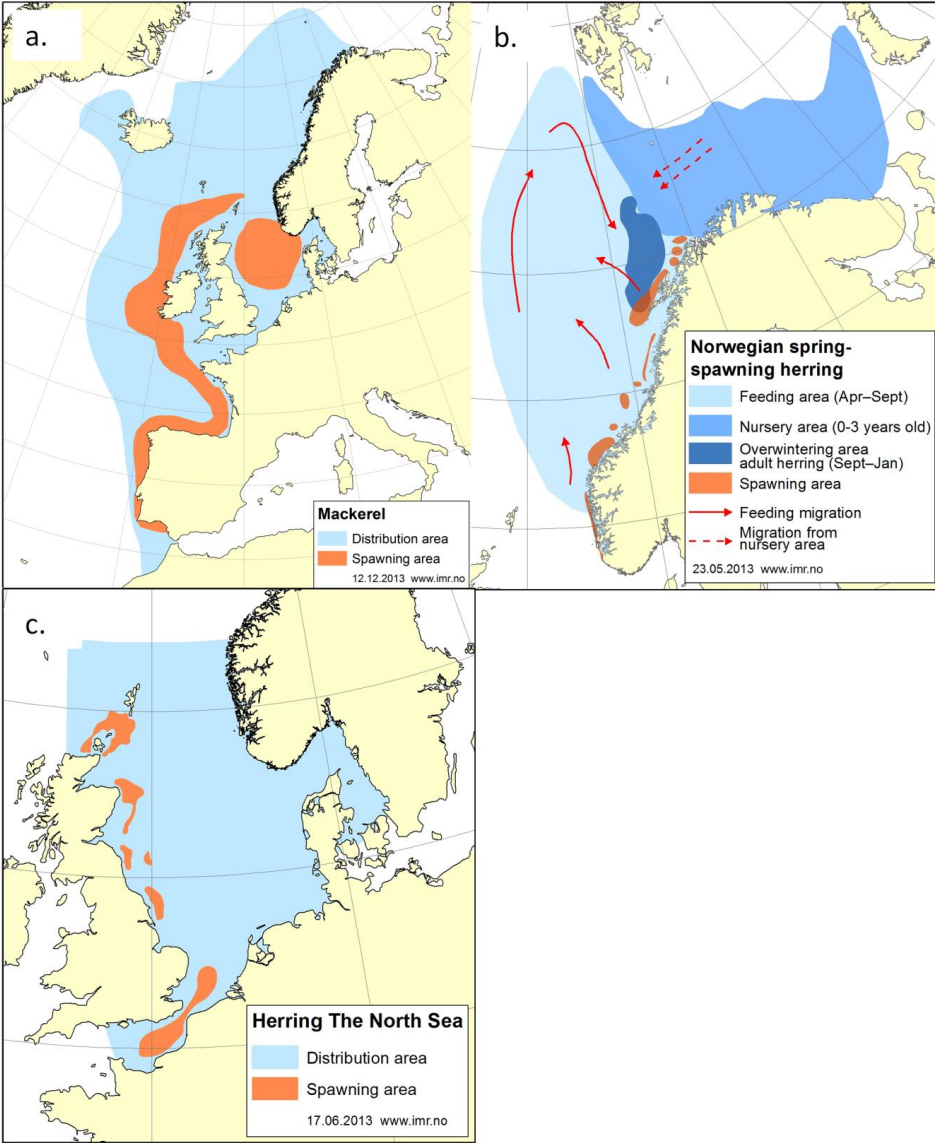 a.
Mackerel
Distribution area
Spawning area
12.12.2013 www.imr.no
b.
Norwegian spring-
spawning herring
Feeding area (Apr–Sept)
Nursery area (0-3 years old)
Overwintering area
adult herring (Sept–Jan)
Spawning area
Feeding migration
Migration from
nursery area
23.05.2013 www.imr.no
c.
Herring The North Sea
Distribution area
Spawning area
17.06.2013 www.imr.no